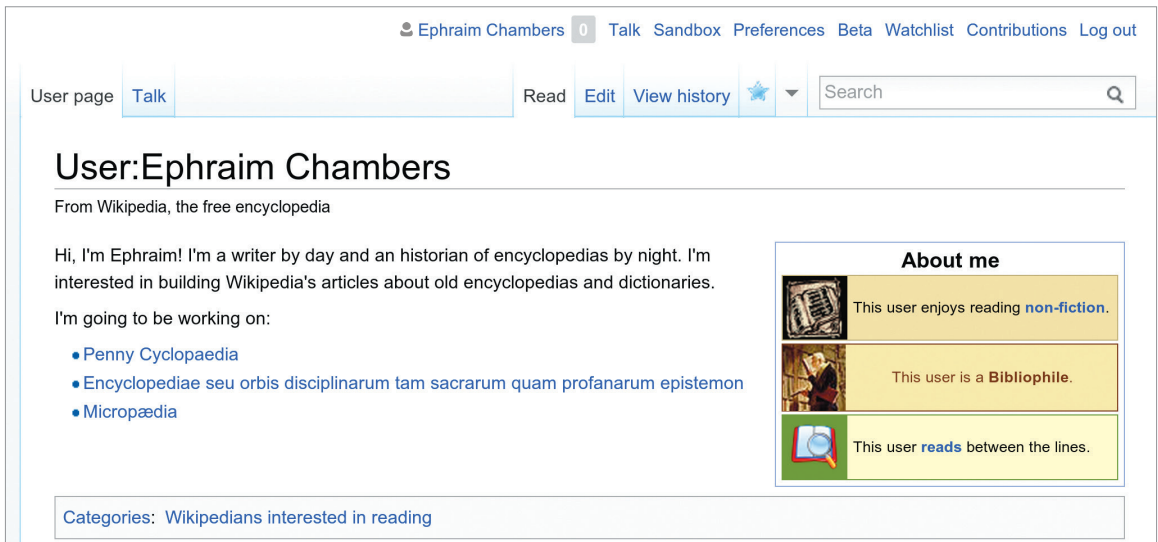 Ephraim Chambers 0 Talk Sandbox Preferences Beta Watchlist Contributions Log out
User page Talk Read Edit View history Search
User:Ephraim Chambers
From Wikipedia, the free encyclopedia
Hi, I'm Ephraim! I'm a writer by day and an historian of encyclopedias by night. I'm
interested in building Wikipedia's articles about old encyclopedias and dictionaries.
I'm going to be working on:
Penny Cyclopaedia
Encyclopediae seu orbis disciplinarum tam sacrarum quam profanarum epistemon
Micropædia
About me
This user enjoys reading non-fiction.
This user is a Bibliophile.
This user reads between the lines.
Categories: Wikipedians interested in reading